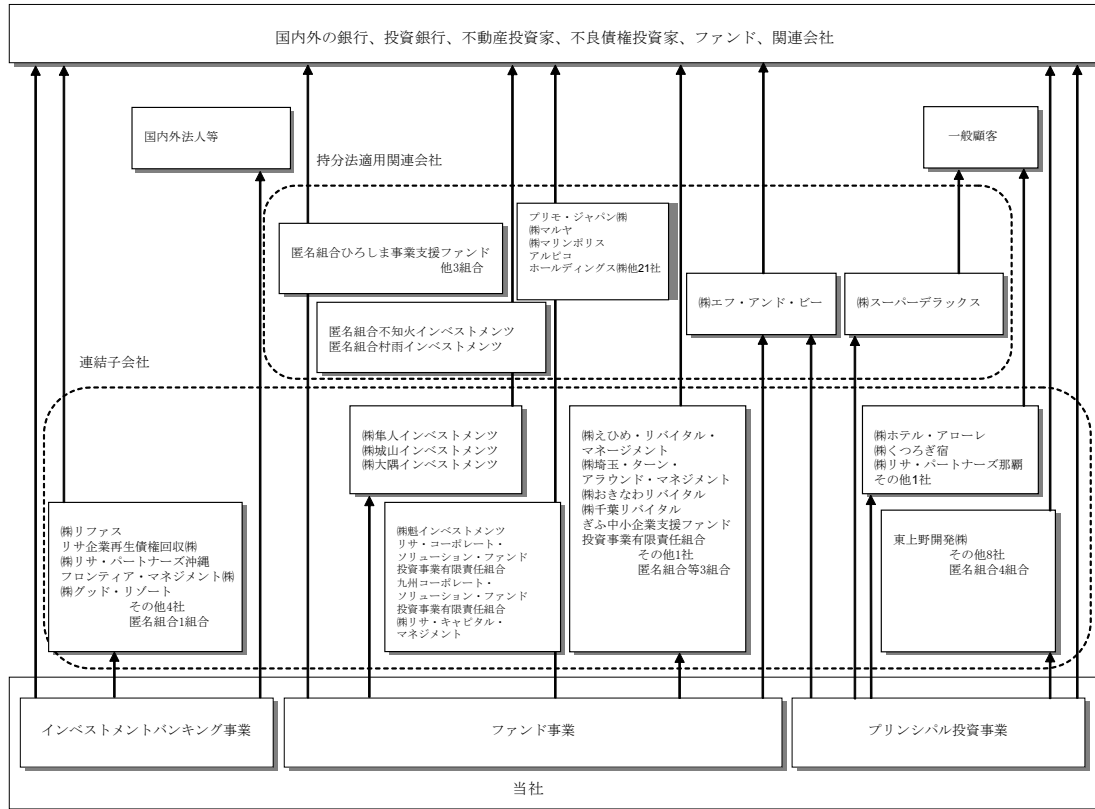 国内外の銀行、投資銀行、不動産投資家、不良債権投資家、ファンド、関連会社
国内外法人等
一般顧客
持分法適用関連会社
匿名組合ひろしま事業支援ファンド
他3組合
プリモ・ジャパン㈱
㈱マルヤ
㈱マリンポリス
アルピコ
ホールディングス㈱他21社
㈱エフ・アンド・ビー
㈱スーパーデラックス
匿名組合不知火インベストメンツ
匿名組合村雨インベストメンツ
連結子会社
㈱隼人インベストメンツ
㈱城山インベストメンツ
㈱大隅インベストメンツ
㈱えひめ・リバイタル・
マネージメント
㈱埼玉・ターン・
アラウンド・マネジメント
㈱おきなわリバイタル
㈱千葉リバイタル
ぎふ中小企業支援ファンド
投資事業有限責任組合
その他1社
匿名組合等3組合
㈱ホテル・アローレ
㈱くつろぎ宿
㈱リサ・パートナーズ那覇
その他1社
㈱リファス
リサ企業再生債権回収㈱
㈱リサ・パートナーズ沖縄
フロンティア・マネジメント㈱
㈱グッド・リゾート
その他4社
匿名組合1組合
㈱魁インベストメンツ
リサ・コーポレート・
ソリューション・ファンド
投資事業有限責任組合
九州コーポレート・
ソリューション・ファンド
投資事業有限責任組合
㈱リサ・キャピタル・
マネジメント
東上野開発㈱
その他8社
匿名組合4組合
インベストメントバンキング事業
ファンド事業
プリンシパル投資事業
当社